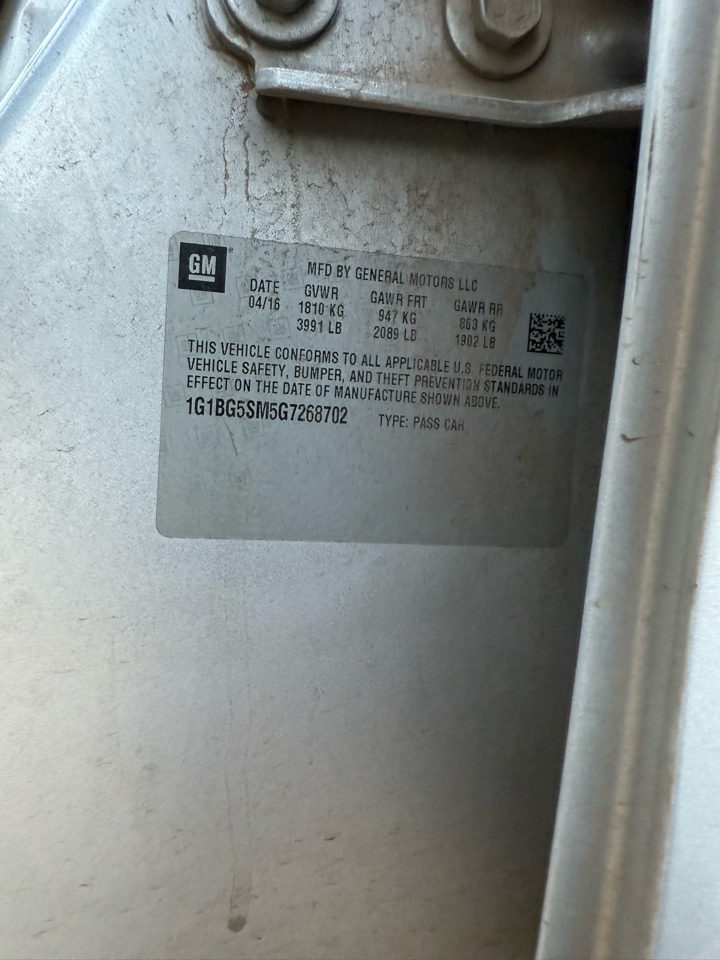 GM
MFD BY GENERAL MOTORS LLC
DATE GVWR GAWR FRT GAWR RR
04/16 1810 KG 947 KG 863 KG
3991 LB 2089 LB 1902 LB
THIS VEHICLE CONFORMS TO ALL APPLICABLE U.S. FEDERAL MOTOR
VEHICLE SAFETY, BUMPER, AND THEFT PREVENTION STANDARDS IN
EFFECT ON THE DATE OF MANUFACTURE SHOWN ABOVE.
1G1BG5SM5G7268702 TYPE: PASS CAR